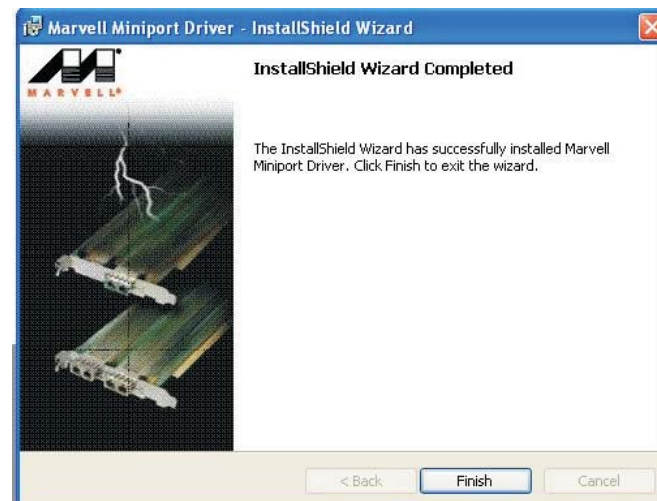 Marvell Miniport Driver - InstallShield Wizard
MARVELL®
InstallShield Wizard Completed
The InstallShield Wizard has successfully installed Marvell
Miniport Driver. Click Finish to exit the wizard.
< Back
Finish
Cancel